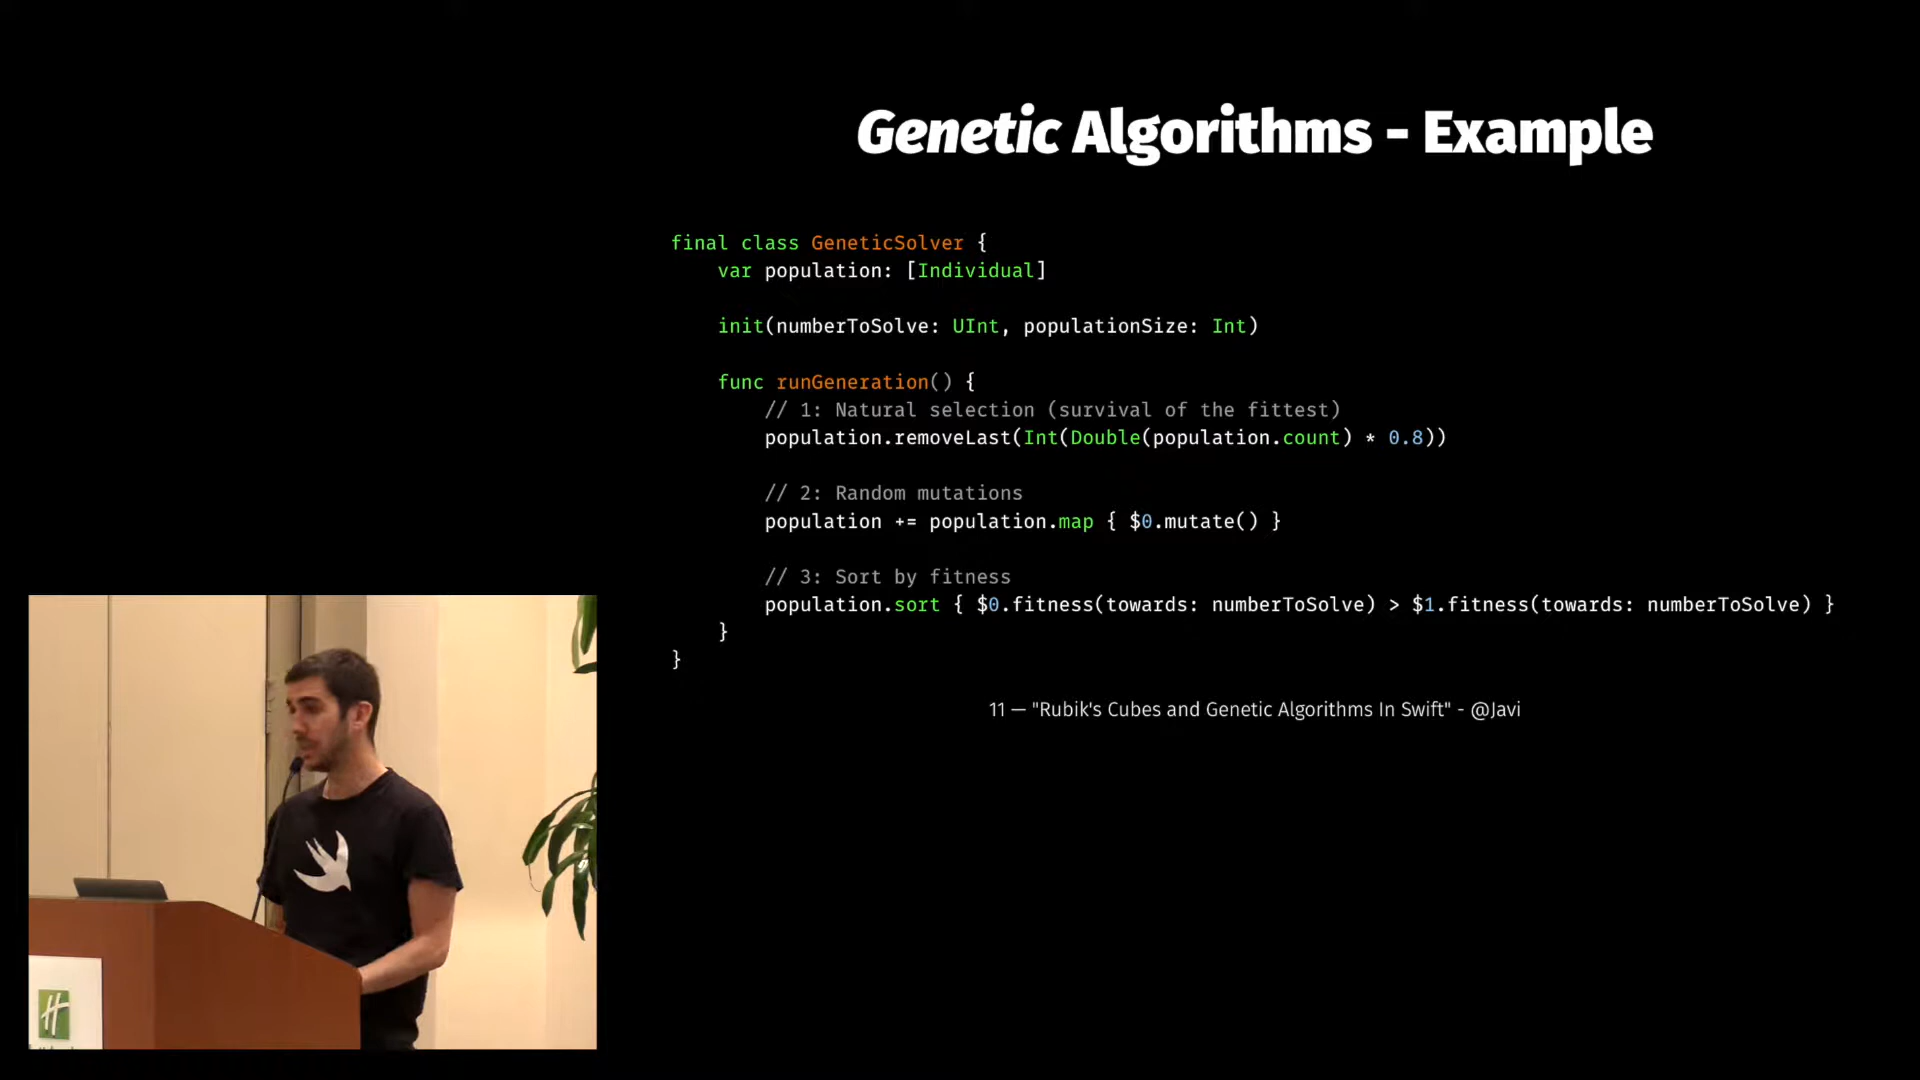 Genetic Algorithms - Example
final class GeneticSolver {
var population: [Individual]
init(numberToSolve: UInt, populationSize: Int)
func runGeneration() {
// 1: Natural selection (survival of the fittest)
population.removeLast(Int(Double(population.count) * 0.8))
// 2: Random mutations
population += population.map { $0.mutate() }
// 3: Sort by fitness
population.sort { $0.fitness(towards: numberToSolve) > $1.fitness(towards: numberToSolve) }
}
}
11 — "Rubik's Cubes and Genetic Algorithms In Swift" - @Javi
H